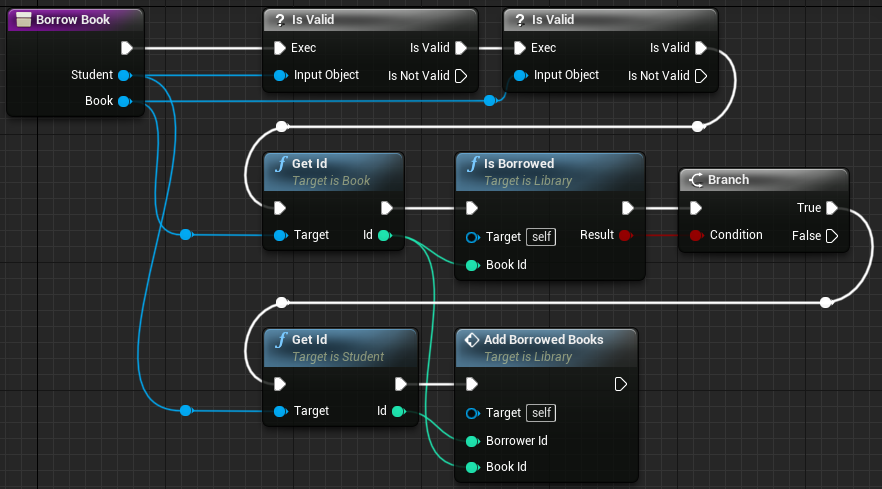 Borrow Book
Student
Book
? Is Valid
Exec Is Valid
Input Object Is Not Valid
? Is Valid
Exec Is Valid
Input Object Is Not Valid
f Get Id
Target is Book
Target Id
f Is Borrowed
Target is Library
Target self Result
Book Id
Branch
True
Condition False
f Get Id
Target is Student
Target Id
Add Borrowed Books
Target is Library
Target self
Borrower Id
Book Id